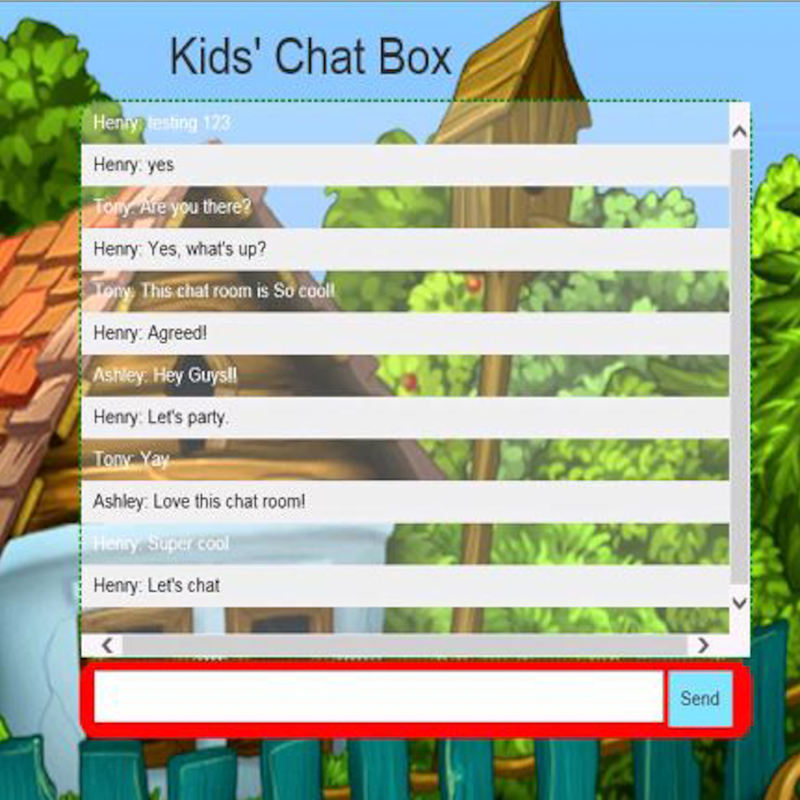 Kids' Chat Box
Henry: testing 123
Henry: yes
Tony: Are you there?
Henry: Yes, what's up?
Tony: This chat room is So cool!
Henry: Agreed!
Ashley: Hey Guys!!
Henry: Let's party.
Tony: Yay
Ashley: Love this chat room!
Henry: Super cool
Henry: Let's chat
Send